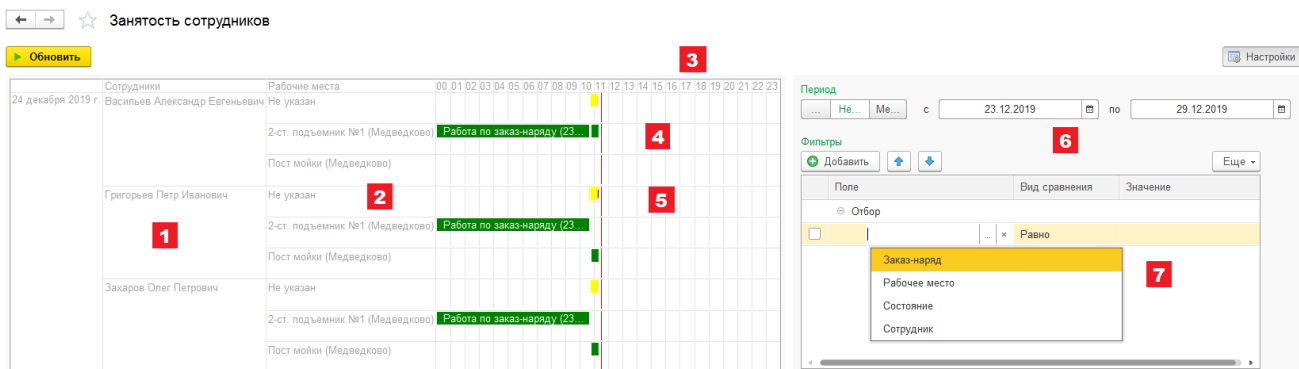 Занятость сотрудников
Обновить
Настройки
3
Сотрудники Рабочие места 00 01 02 03 04 05 06 07 08 09 10 11 12 13 14 15 16 17 18 19 20 21 22 23
24 декабря 2019 г. Васильев Александр Евгеньевич Не указан
2-ст. подъемник №1 (Медведково) Работа по заказ-наряду (23... 4
Пост мойки (Медведково)
Григорьев Петр Иванович Не указан 2 5
1 2-ст. подъемник №1 (Медведково) Работа по заказ-наряду (23...
Пост мойки (Медведково)
Захаров Олег Петрович Не указан
2-ст. подъемник №1 (Медведково) Работа по заказ-наряду (23...
Пост мойки (Медведково)
Период
... Не... Ме... с 23.12.2019 по 29.12.2019
6
Фильтры
Добавить Еще
Поле Вид сравнения Значение
Отбор
... × Равно
Заказ-наряд
7
Рабочее место
Состояние
Сотрудник